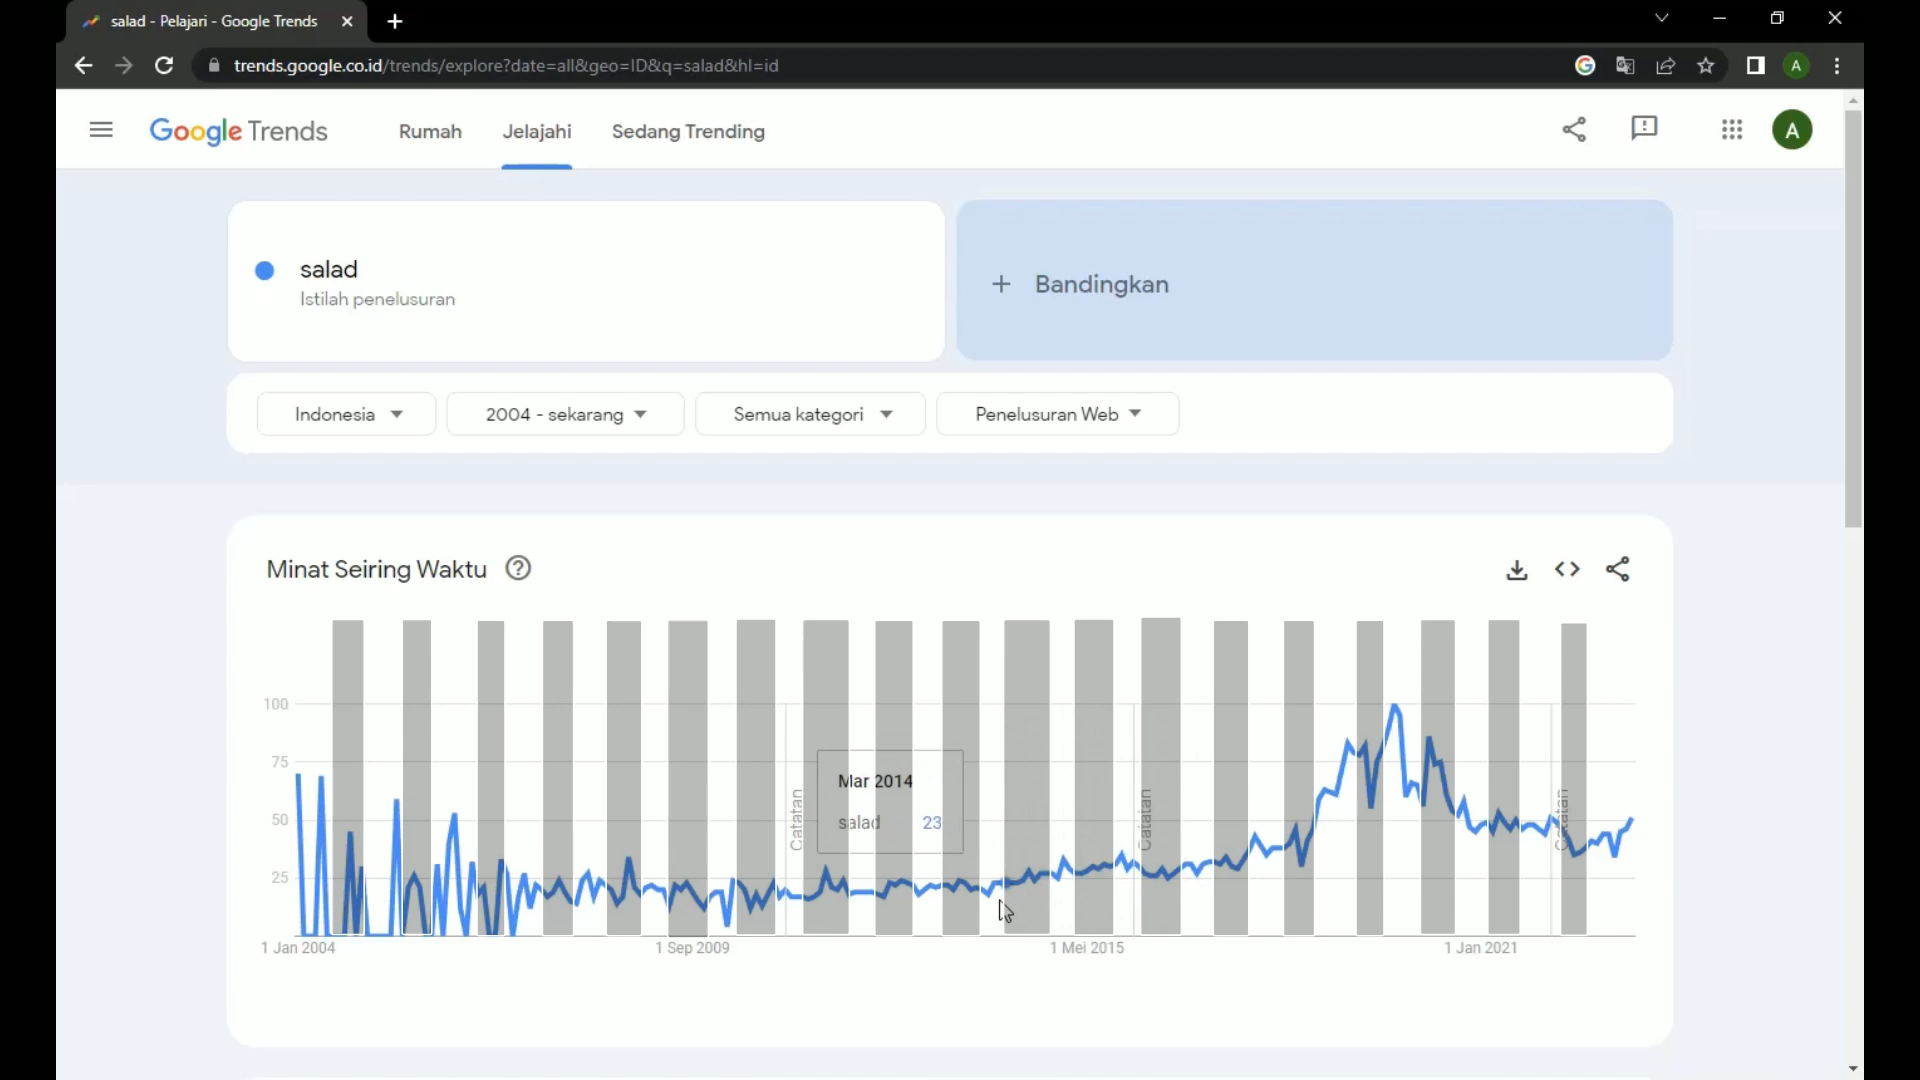 salad - Pelajari - Google Trends
trends.google.co.id/trends/explore?date=all&geo=ID&q=salad&hl=id
A
Google Trends
Rumah
Jelajahi
Sedang Trending
A
salad
Istilah penelusuran
+ Bandingkan
Indonesia
2004 - sekarang
Semua kategori
Penelusuran Web
Minat Seiring Waktu
100
75
50
25
Catatan
Catatan
Catatan
Mar 2014
salad 23
1 Jan 2004
1 Sep 2009
1 Mei 2015
1 Jan 2021